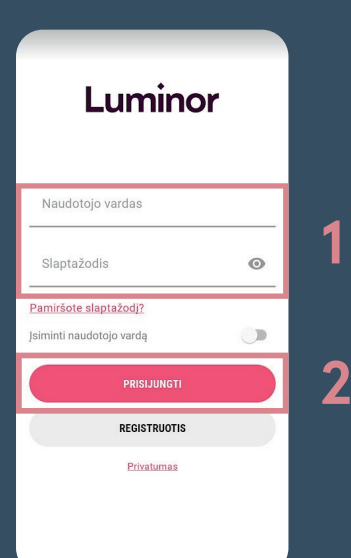 Luminor
Naudotojo vardas
Slaptažodis
1
Pamiršote slaptažodį?
Įsiminti naudotojo vardą
PRISIJUNGTI
2
REGISTRUOTIS
Privatumas